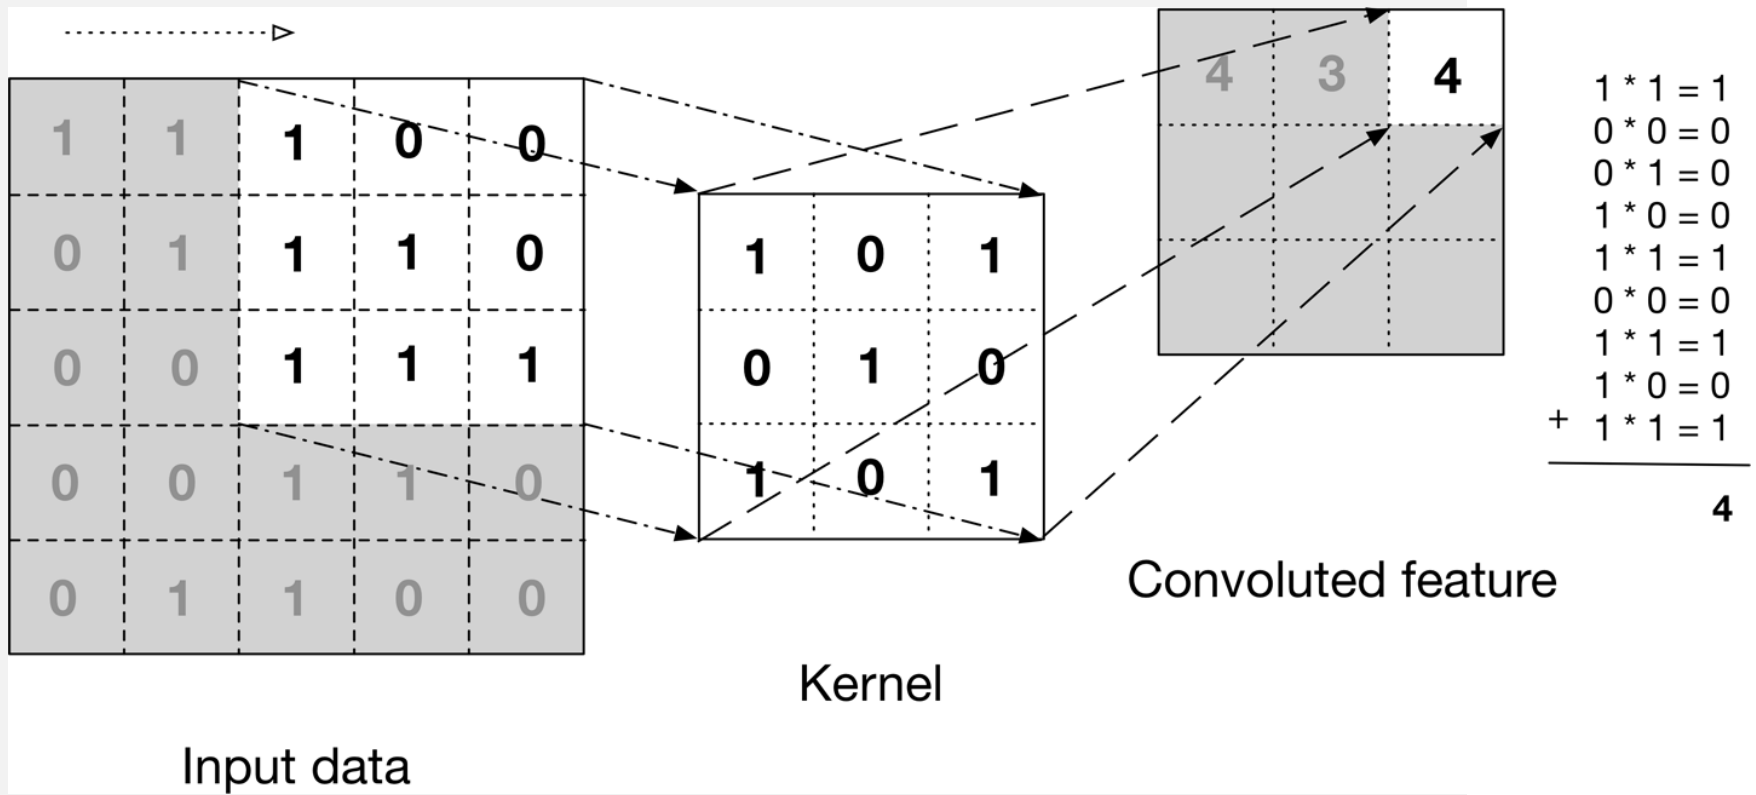 1 1 1 0 0
0 1 1 1 0
0 0 1 1 1
0 0 1 1 0
0 1 1 0 0
Input data
1 0 1
0 1 0
1 0 1
Kernel
4 3 4
Convoluted feature
1 * 1 = 1
0 * 0 = 0
0 * 1 = 0
1 * 0 = 0
1 * 1 = 1
0 * 0 = 0
1 * 1 = 1
1 * 0 = 0
+ 1 * 1 = 1
4